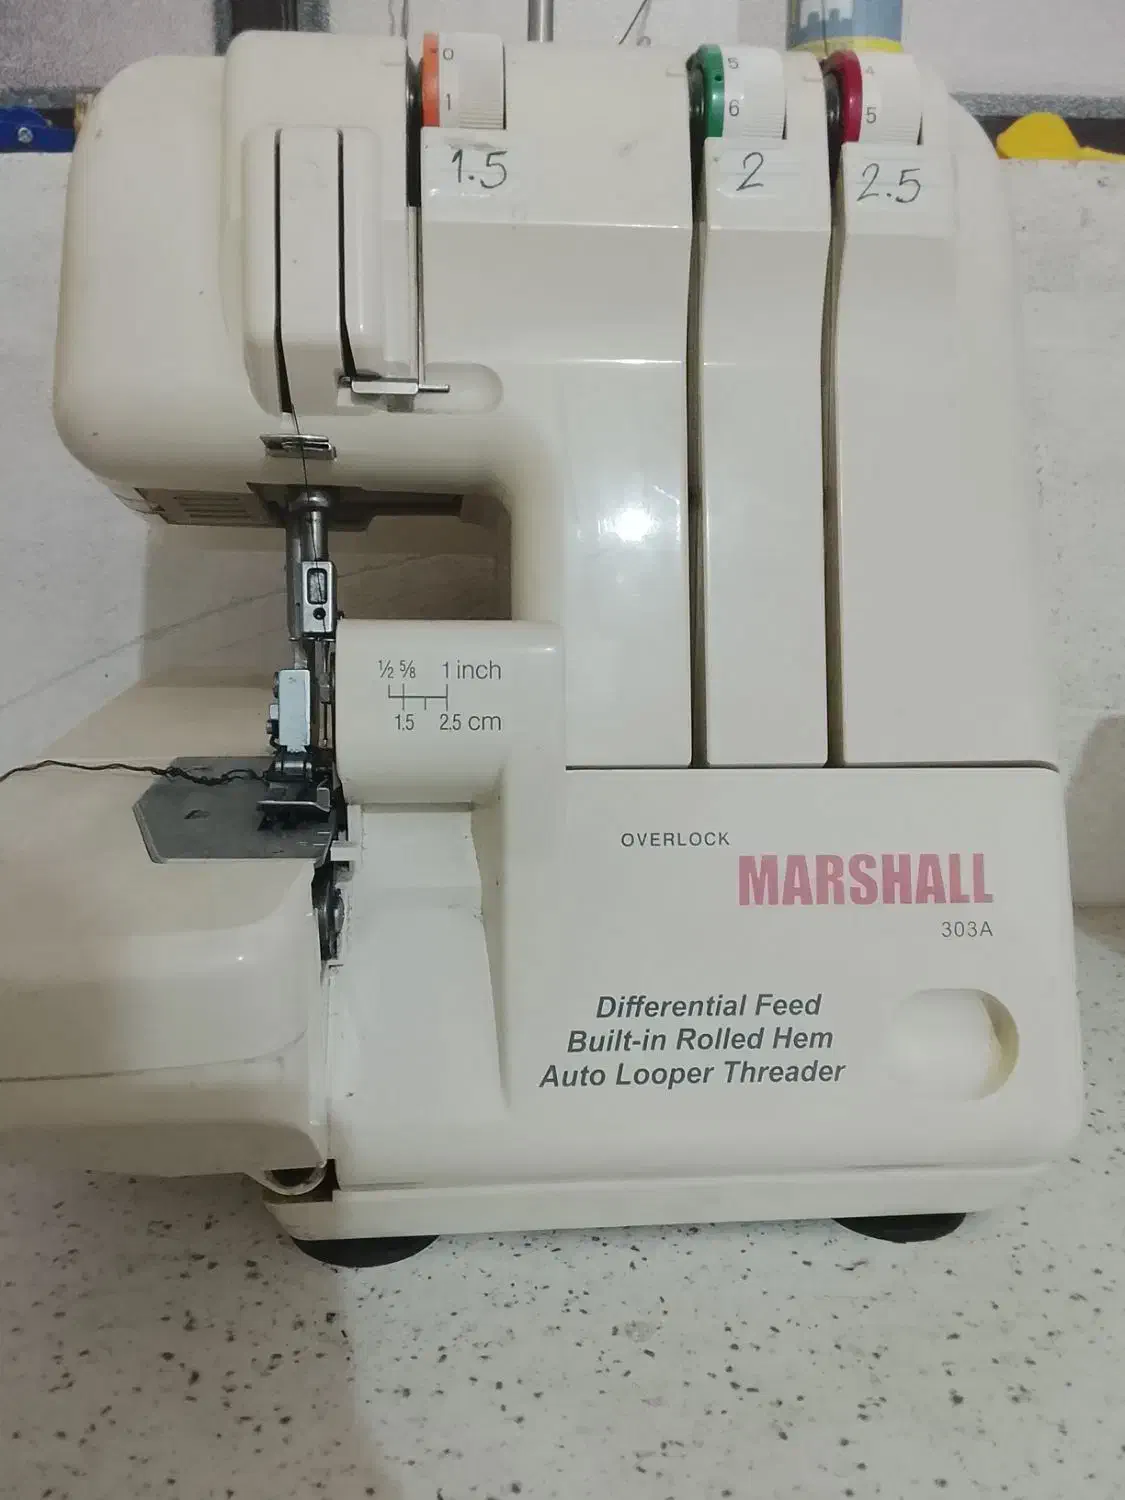 0
1
5
6
4
5
1.5
2
2.5
½ ⅝ 1 inch
1.5 2.5 cm
OVERLOCK
MARSHALL
303A
Differential Feed
Built-in Rolled Hem
Auto Looper Threader